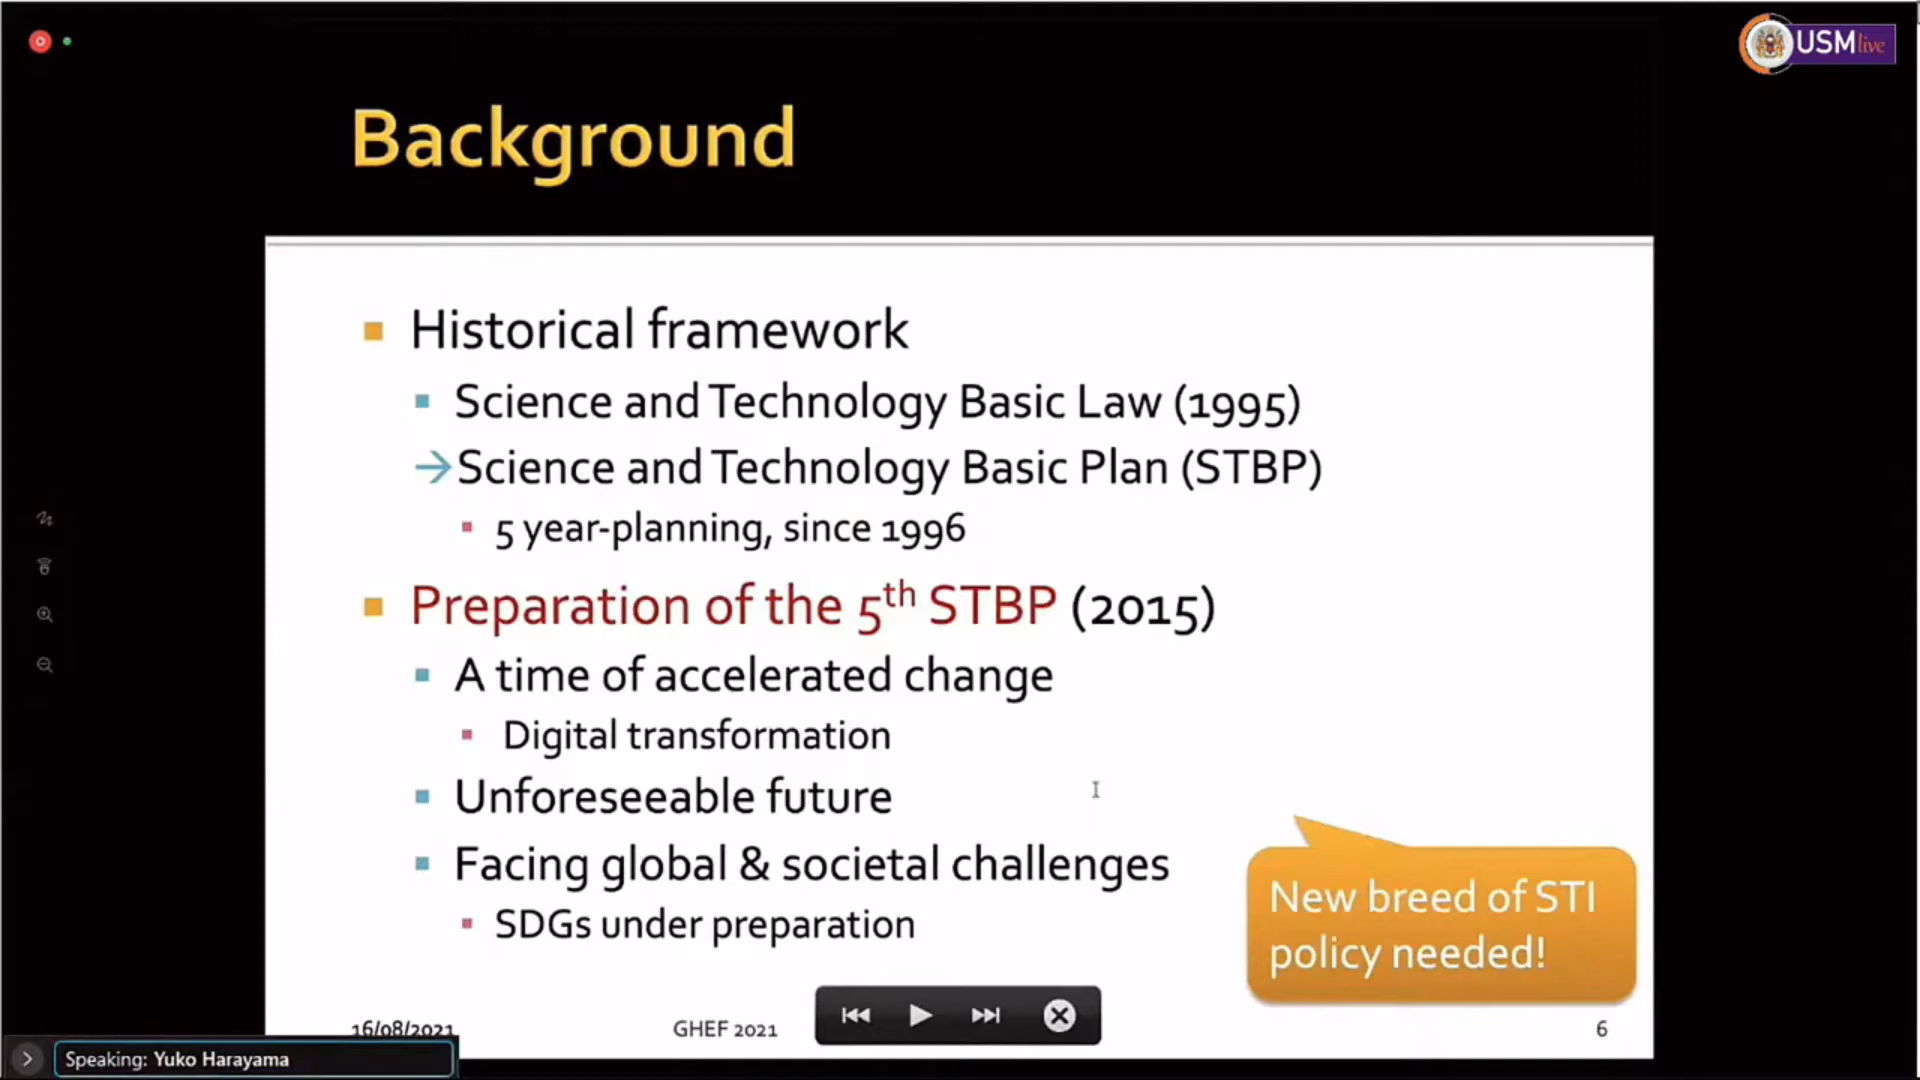 USMlive
Background
Historical framework
Science and Technology Basic Law (1995)
→Science and Technology Basic Plan (STBP)
5 year-planning, since 1996
Preparation of the 5th STBP (2015)
A time of accelerated change
Digital transformation
Unforeseeable future
Facing global & societal challenges
SDGs under preparation
New breed of STI
policy needed!
16/08/2021
GHEF 2021
6
Speaking: Yuko Harayama